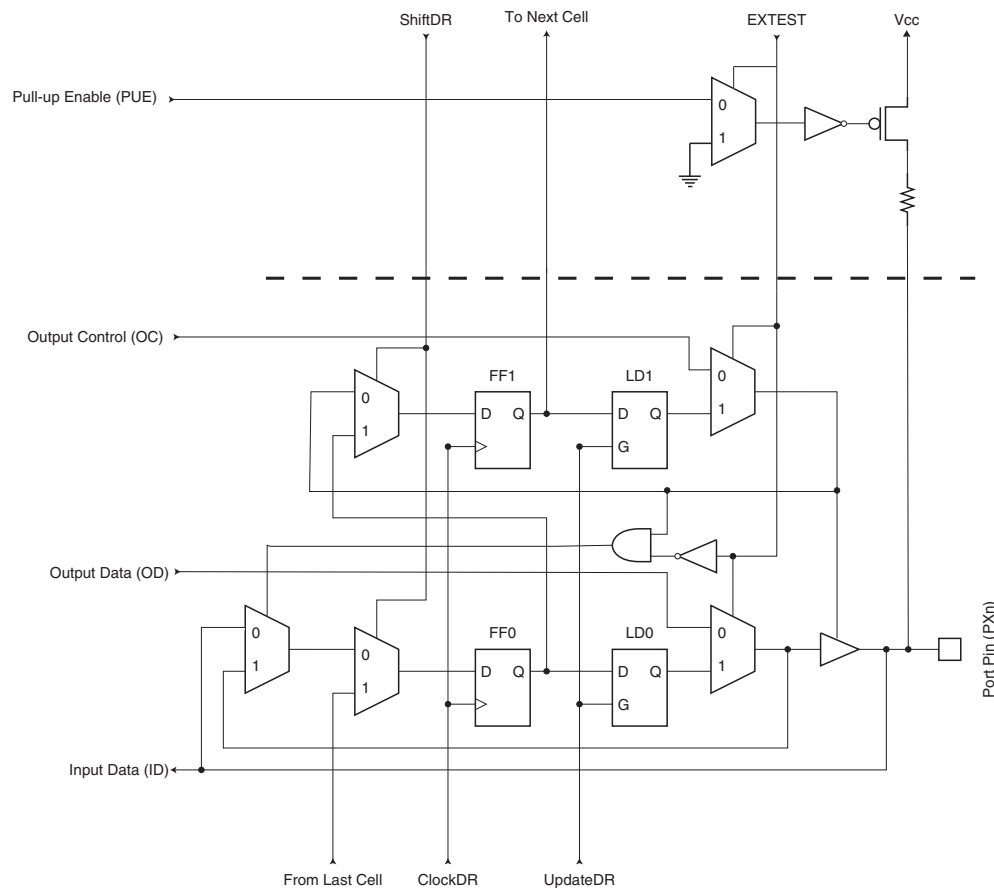 ShiftDR
To Next Cell
EXTEST
Vcc
Pull-up Enable (PUE)
0
1
Output Control (OC)
FF1
LD1
0
1
D Q
D Q
G
0
1
Output Data (OD)
FF0
LD0
0
1
0
1
D Q
D Q
G
0
1
Port Pin (PXn)
Input Data (ID)
From Last Cell
ClockDR
UpdateDR